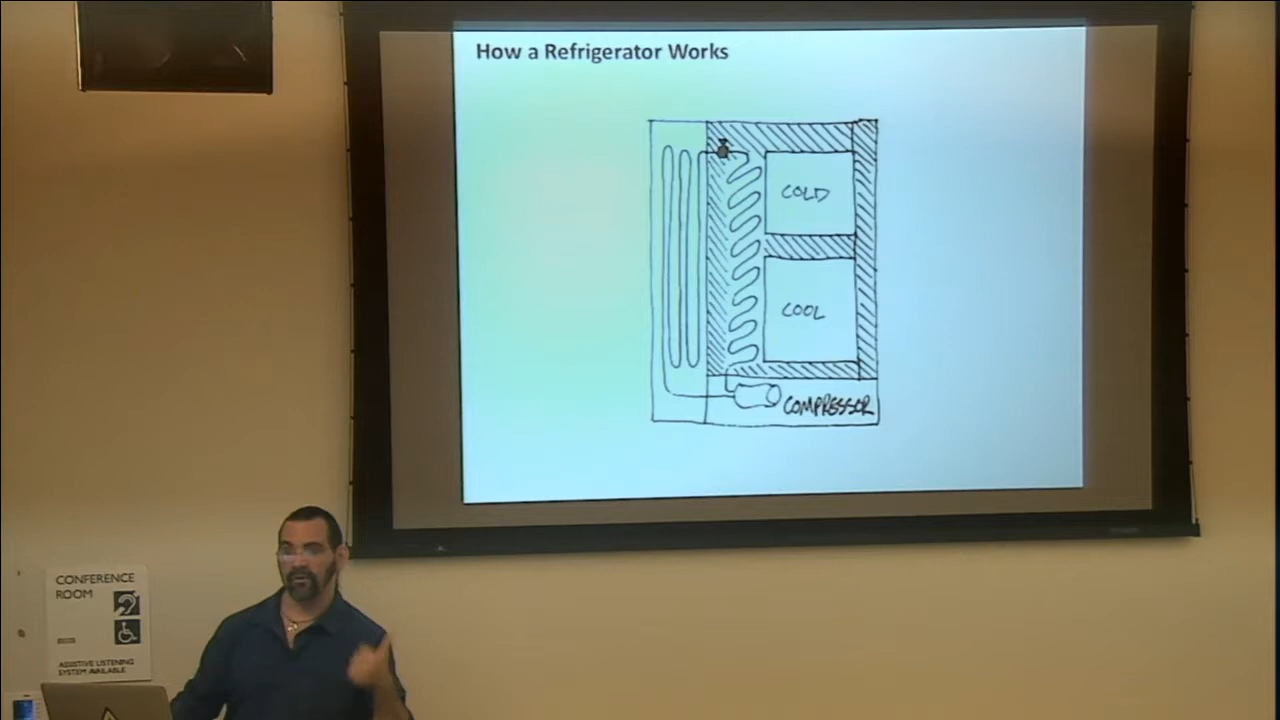 How a Refrigerator Works
COLD
COOL
COMPRESSOR
CONFERENCE
ROOM
ASSISTIVE LISTENING
SYSTEM AVAILABLE